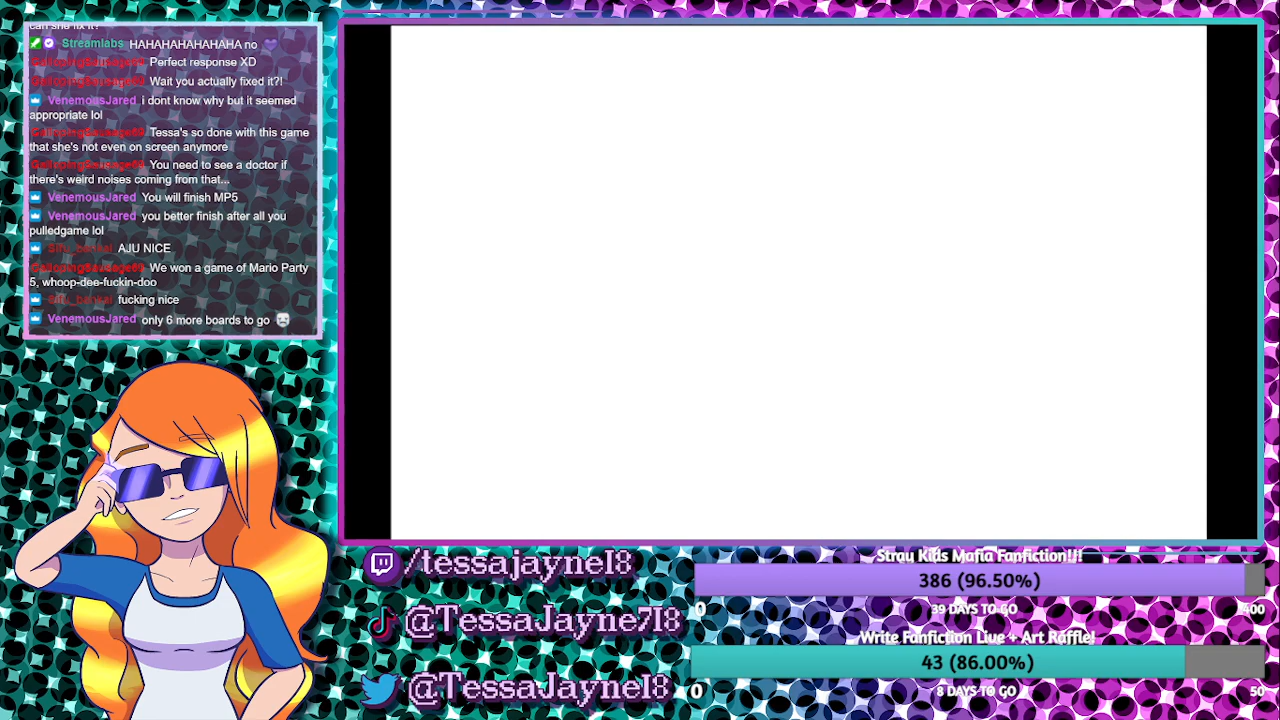 can she fix it?
Streamlabs HAHAHAHAHAHAHA no
Perfect response XD
Wait you actually fixed it?!
VenemousJared i dont know why but it seemed
appropriate lol
Tessa's so done with this game
that she's not even on screen anymore
You need to see a doctor if
there's weird noises coming from that...
VenemousJared You will finish MP5
VenemousJared you better finish after all you
pulledgame lol
AJU NICE
We won a game of Mario Party
5, whoop-dee-fuckin-doo
fucking nice
VenemousJared only 6 more boards to go
/tessajayne18
@TessaJayne718
@TessaJayne18
Stray Kids Mafia Fanfiction!!!
386 (96.50%)
0 39 DAYS TO GO 400
Write Fanfiction Live + Art Raffle!
43 (86.00%)
0 8 DAYS TO GO 50